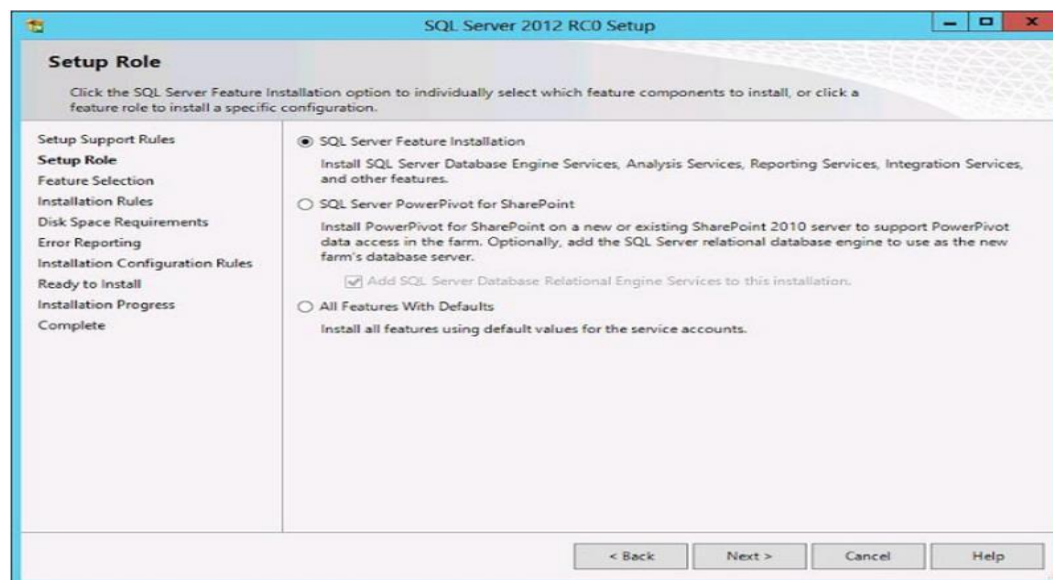 SQL Server 2012 RC0 Setup
Setup Role
Click the SQL Server Feature Installation option to individually select which feature components to install, or click a
feature role to install a specific configuration.
Setup Support Rules
Setup Role
Feature Selection
Installation Rules
Disk Space Requirements
Error Reporting
Installation Configuration Rules
Ready to Install
Installation Progress
Complete
SQL Server Feature Installation
Install SQL Server Database Engine Services, Analysis Services, Reporting Services, Integration Services,
and other features.
SQL Server PowerPivot for SharePoint
Install PowerPivot for SharePoint on a new or existing SharePoint 2010 server to support PowerPivot
data access in the farm. Optionally, add the SQL Server relational database engine to use as the new
farm's database server.
Add SQL Server Database Relational Engine Services to this installation.
All Features With Defaults
Install all features using default values for the service accounts.
< Back
Next >
Cancel
Help